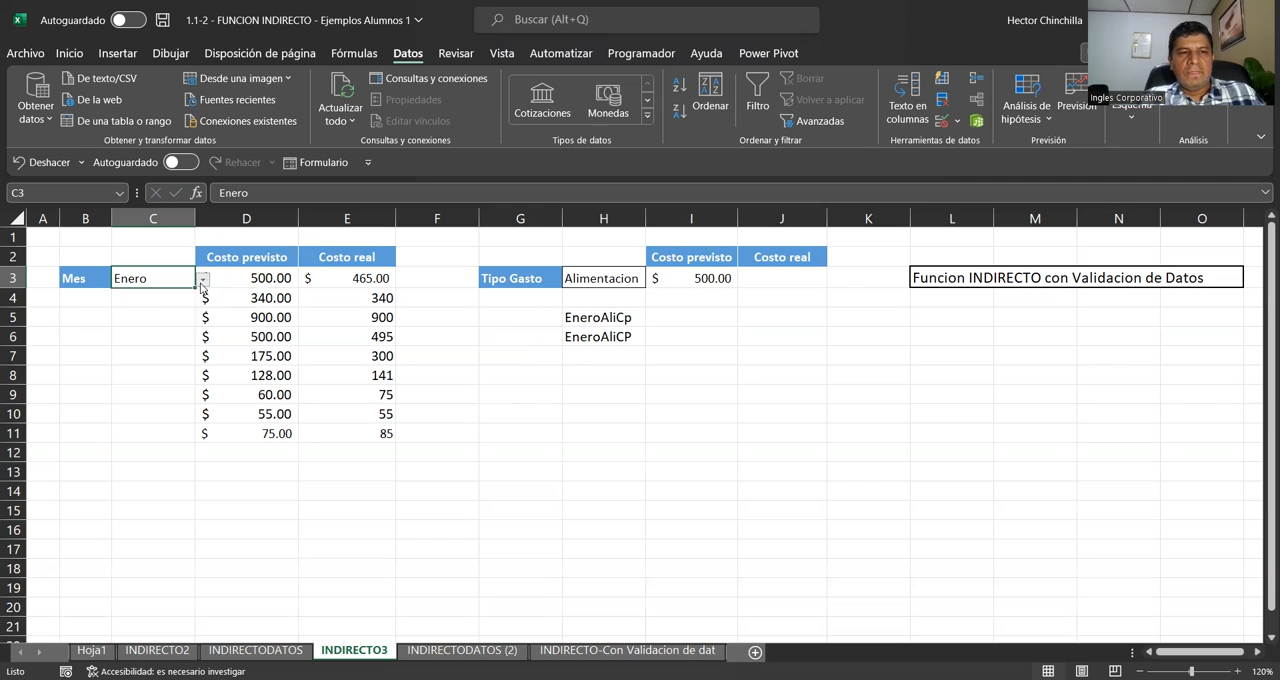 Autoguardado
1.1-2 - FUNCION INDIRECTO - Ejemplos Alumnos 1
Buscar (Alt+Q)
Hector Chinchilla
Archivo Inicio Insertar Dibujar Disposición de página Fórmulas Datos Revisar Vista Automatizar Programador Ayuda Power Pivot
Obtener datos
De texto/CSV
De la web
De una tabla o rango
Desde una imagen
Fuentes recientes
Conexiones existentes
Obtener y transformar datos
Actualizar todo
Consultas y conexiones
Propiedades
Editar vínculos
Consultas y conexiones
Cotizaciones
Monedas
Tipos de datos
Ordenar
Filtro
Borrar
Volver a aplicar
Avanzadas
Ordenar y filtrar
Texto en columnas
Herramientas de datos
Análisis de hipótesis
Previsión
Previsión
Análisis
Ingles Corporativo
Deshacer Autoguardado Rehacer Formulario
C3 fx Enero
A B C D E F G H I J K L M N O
1
2 Costo previsto Costo real Costo previsto Costo real
3 Mes Enero 500.00 $ 465.00 Tipo Gasto Alimentacion $ 500.00 Funcion INDIRECTO con Validacion de Datos
4 $ 340.00 340
5 $ 900.00 900 EneroAliCp
6 $ 500.00 495 EneroAliCP
7 $ 175.00 300
8 $ 128.00 141
9 $ 60.00 75
10 $ 55.00 55
11 $ 75.00 85
12
13
14
15
16
17
18
19
20
21
Hoja1 INDIRECTO2 INDIRECTODATOS INDIRECTO3 INDIRECTODATOS (2) INDIRECTO-Con Validacion de dat
Listo Accesibilidad: es necesario investigar 120%